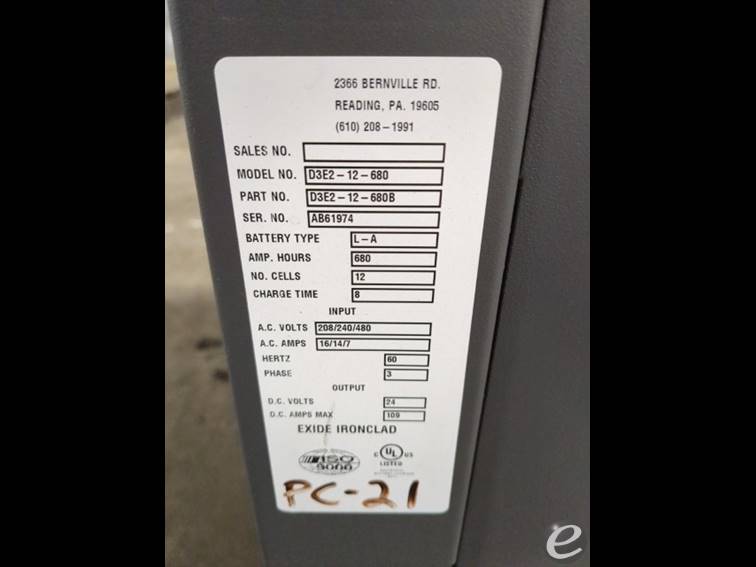 2366 BERNVILLE RD.
READING, PA. 19605
(610) 208-1991
SALES NO.
MODEL NO. D3E2-12-680
PART NO. D3E2-12-680B
SER. NO. AB61974
BATTERY TYPE L-A
AMP. HOURS 680
NO. CELLS 12
CHARGE TIME 8
INPUT
A.C. VOLTS 208/240/480
A.C. AMPS 16/14/7
HERTZ 60
PHASE 3
OUTPUT
D.C. VOLTS 24
D.C. AMPS MAX 109
EXIDE IRONCLAD
ISO 9000
C UL US
LISTED
PC-21
e